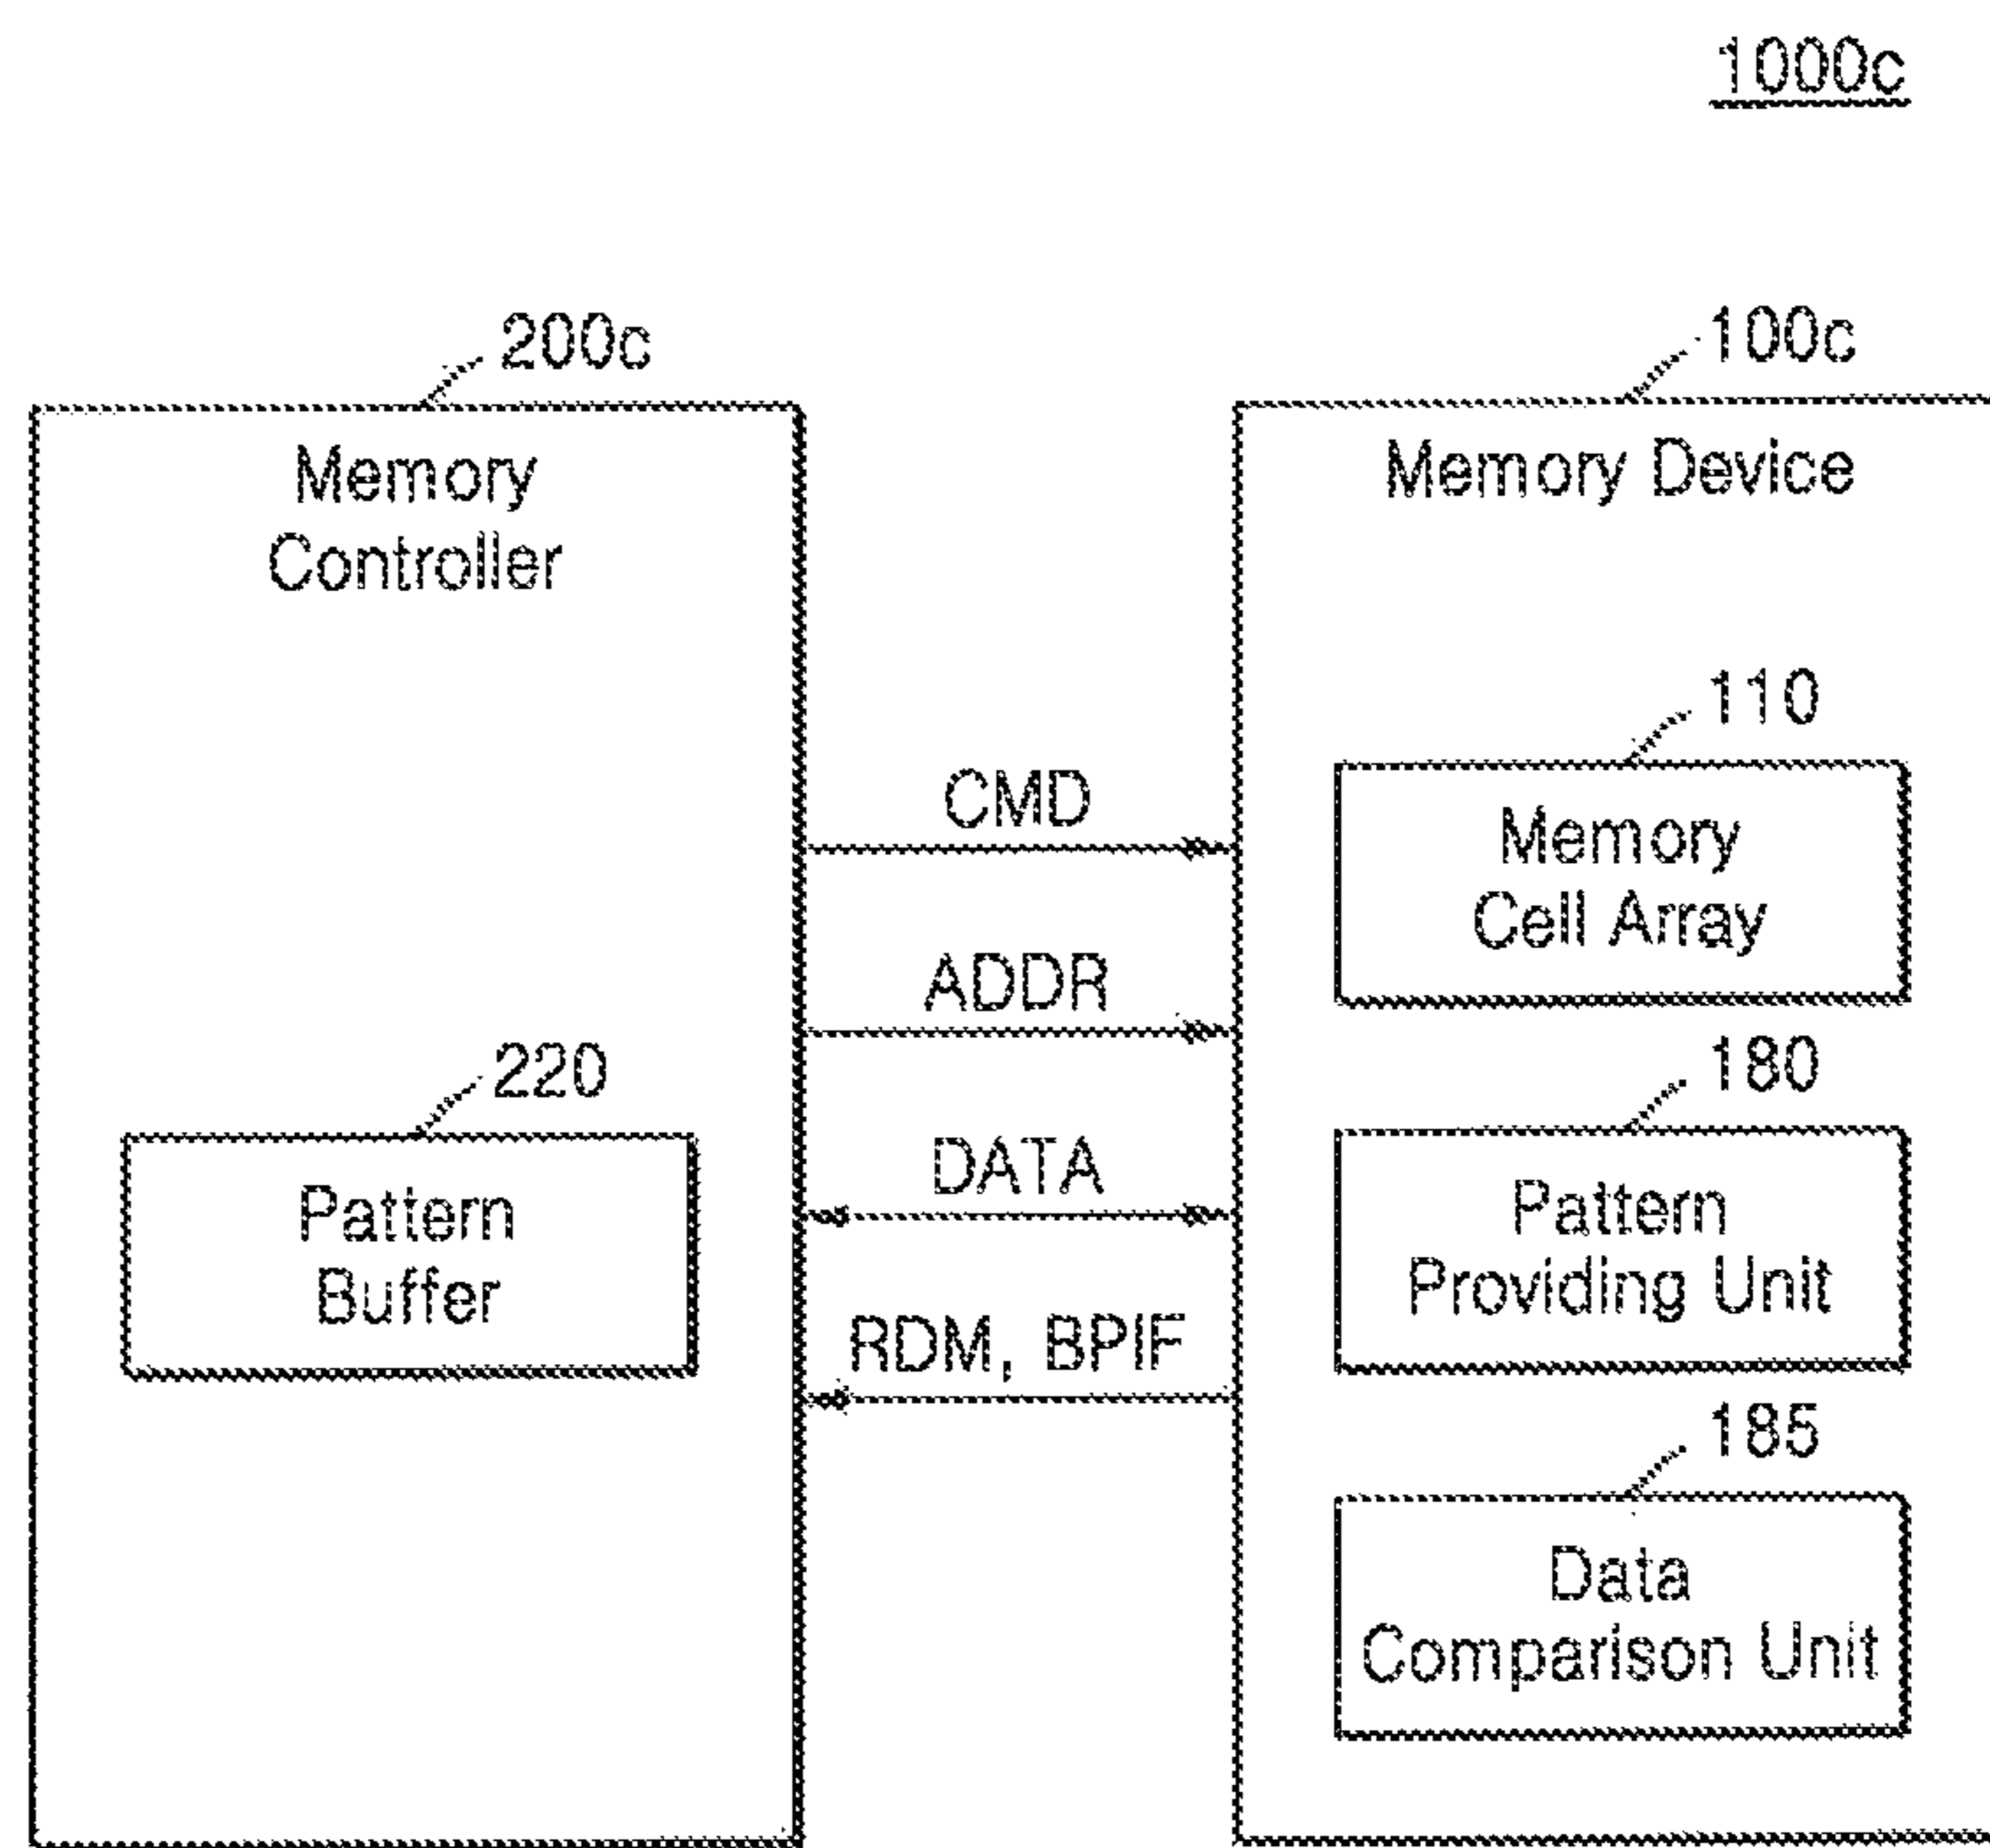 1000c
200c
Memory
Controller
220
Pattern
Buffer
CMD
ADDR
DATA
RDM, BPIF
100c
Memory Device
110
Memory
Cell Array
180
Pattern
Providing Unit
185
Data
Comparison Unit